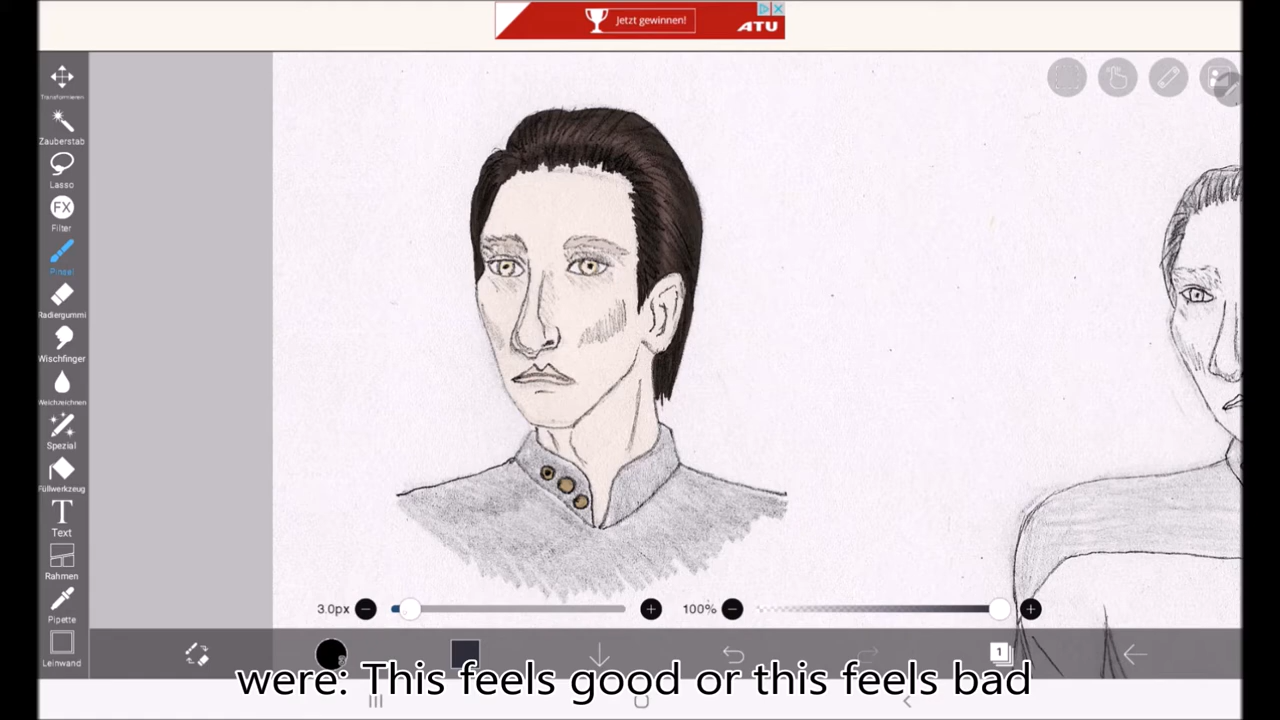 Jetzt gewinnen!
ATU
Transformieren
Zauberstab
Lasso
FX
Filter
Pinsel
Radiergummi
Wischfinger
Weichzeichnen
Spezial
Füllwerkzeug
T
Text
Rahmen
Pipette
Leinwand
3.0px
100%
1
were: This feels good or this feels bad